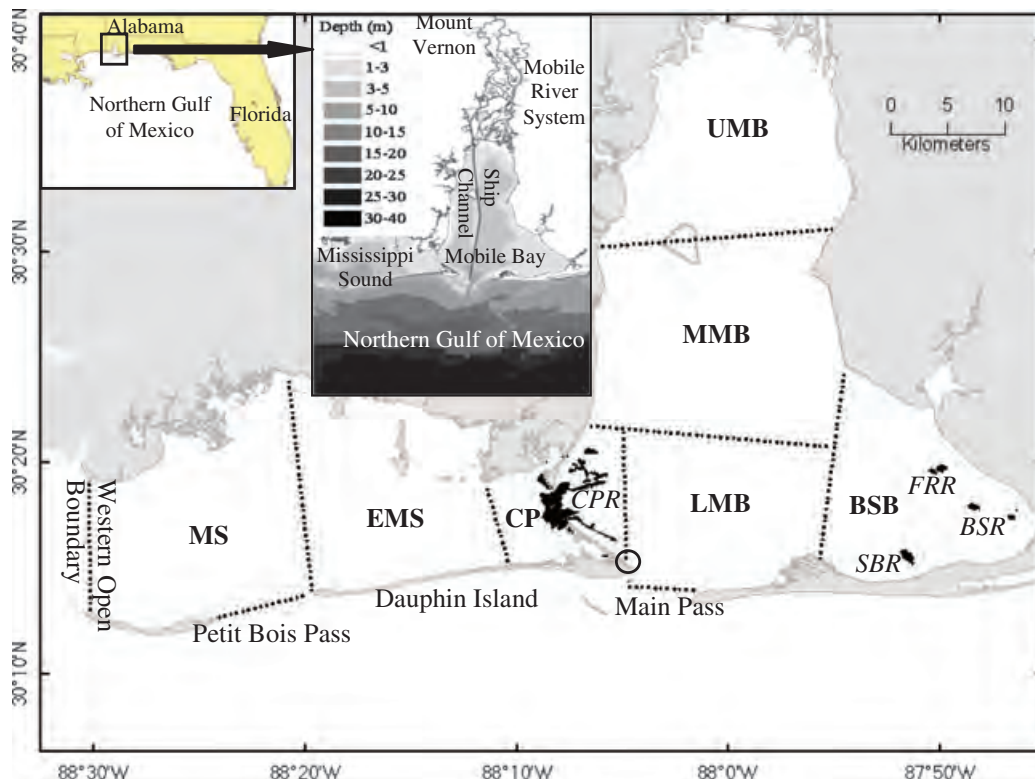 Alabama
Northern Gulf
of Mexico
Florida
Depth (m)
<1
1-3
3-5
5-10
10-15
15-20
20-25
25-30
30-40
Mount
Vernon
Mobile
River
System
Ship
Channel
Mississippi
Sound
Mobile Bay
Northern Gulf of Mexico
0 5 10
Kilometers
UMB
MMB
LMB
BSB
FRR
BSR
SBR
CPR
CP
EMS
MS
Western Open
Boundary
Petit Bois Pass
Dauphin Island
Main Pass
30°40'N
30°30'N
30°20'N
30°10'N
88°30'W
88°20'W
88°10'W
88°0'W
87°50'W